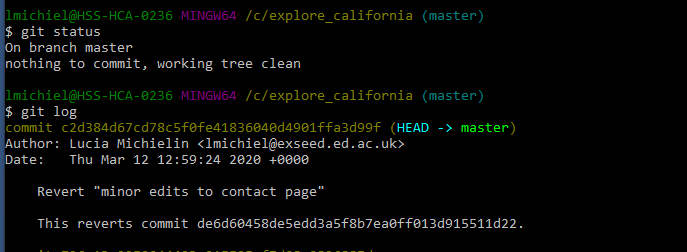 lmichiel@HSS-HCA-0236 MINGW64 /c/explore_california (master)
$ git status
On branch master
nothing to commit, working tree clean
lmichiel@HSS-HCA-0236 MINGW64 /c/explore_california (master)
$ git log
commit c2d384d67cd78c5f0fe41836040d4901ffa3d99f (HEAD -> master)
Author: Lucia Michielin <lmichiel@exseed.ed.ac.uk>
Date:   Thu Mar 12 12:59:24 2020 +0000
Revert "minor edits to contact page"
This reverts commit de6d60458de5edd3a5f8b7ea0ff013d915511d22.